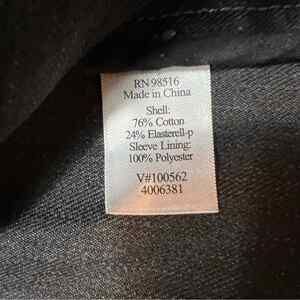 RN 98516
Made in China
Shell:
76% Cotton
24% Elasterell-p
Sleeve Lining:
100% Polyester
V#100562
4006381